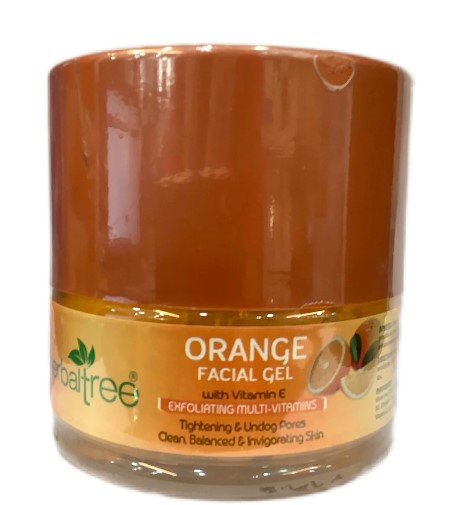 erbaltree®
ORANGE
FACIAL GEL
with Vitamin E
EXFOLIATING MULTI-VITAMINS
Tightening & Unclog Pores
Clean, Balanced & Invigorating Skin